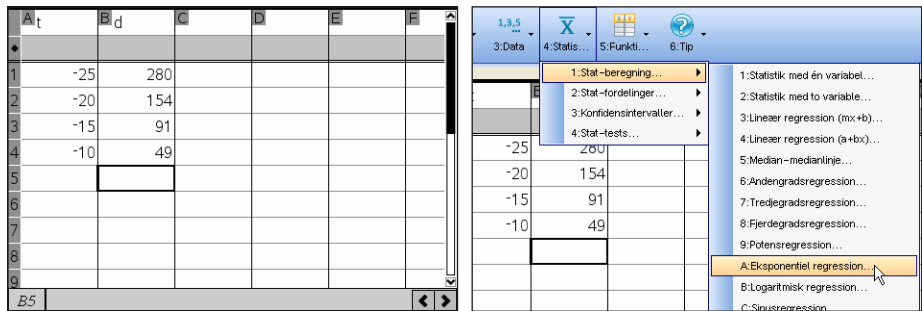 A t B d C D E F
1 -25 280
2 -20 154
3 -15 91
4 -10 49
5
6
7
8
9
B5
1,3,5
3:Data 4:Statis... 5:Funkti... 6:Tip
1:Stat-beregning...
2:Stat-fordelinger...
3:Konfidensintervaller...
4:Stat-tests...
1:Statistik med én variabel...
2:Statistik med to variable...
3:Lineær regression (mx+b)...
4:Lineær regression (a+bx)...
5:Median-medianlinje...
6:Andengradsregression...
7:Tredjegradsregression...
8:Fjerdegradsregression...
9:Potensregression...
A:Eksponentiel regression...
B:Logaritmisk regression...
C:Sinusregression
-25 280
-20 154
-15 91
-10 49